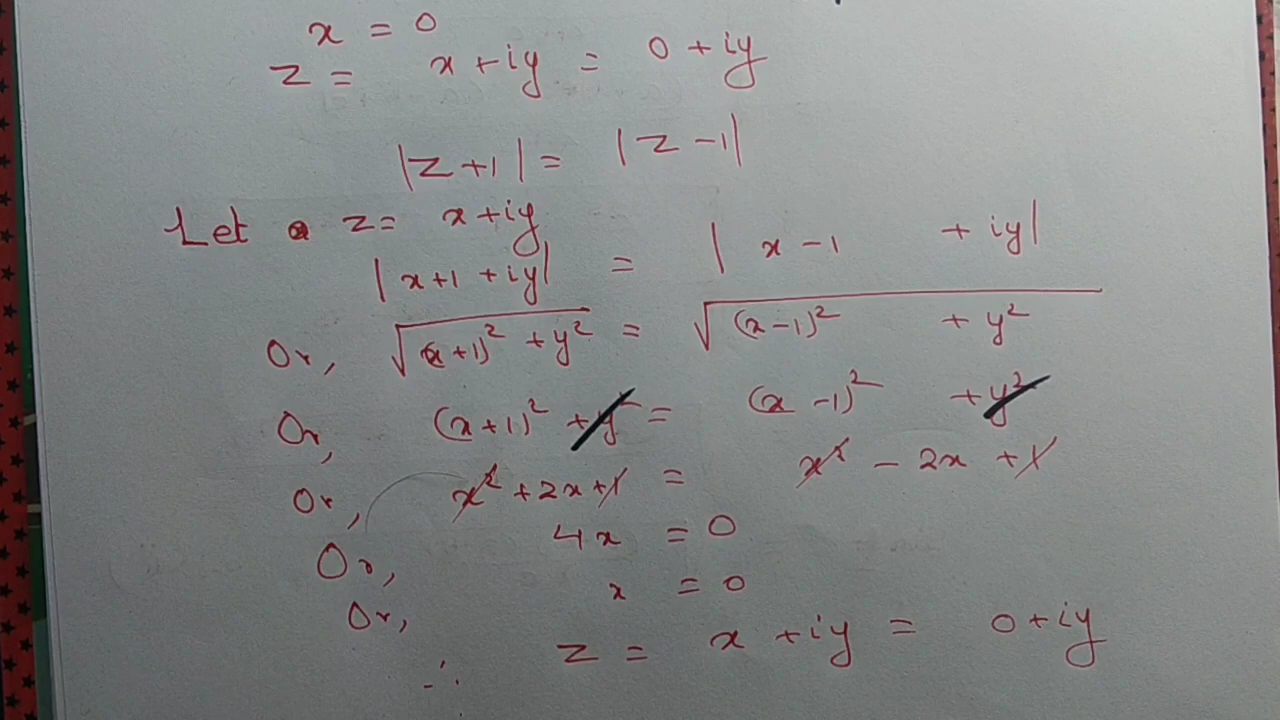 x = 0
z = x + iy = 0 + iy
|z + 1| = |z - 1|
Let z = x + iy
|x + 1 + iy| = |x - 1 + iy|
Or, √((x + 1)² + y²) = √((x - 1)² + y²)
Or, (x + 1)² + y² = (x - 1)² + y²
Or, x² + 2x + 1 = x² - 2x + 1
Or, 4x = 0
Or, x = 0
∴ z = x + iy = 0 + iy